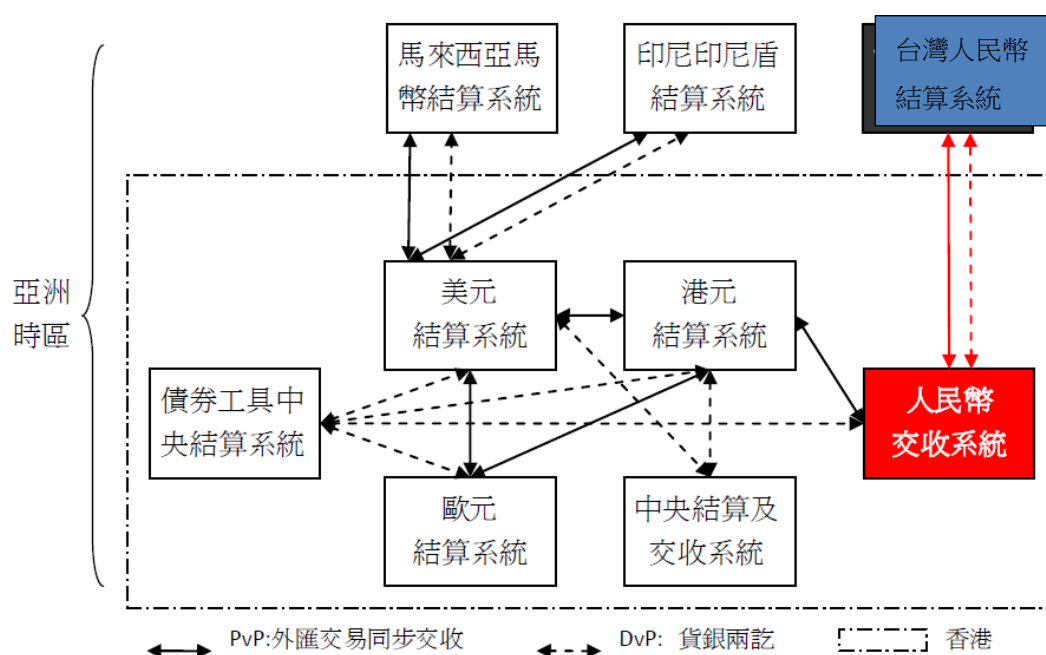 馬來西亞馬
幣結算系統
印尼印尼盾
結算系統
台灣人民幣
結算系統
亞洲
時區
美元
結算系統
港元
結算系統
債券工具中
央結算系統
人民幣
交收系統
歐元
結算系統
中央結算及
交收系統
PvP:外匯交易同步交收
DvP: 貨銀兩訖
香港